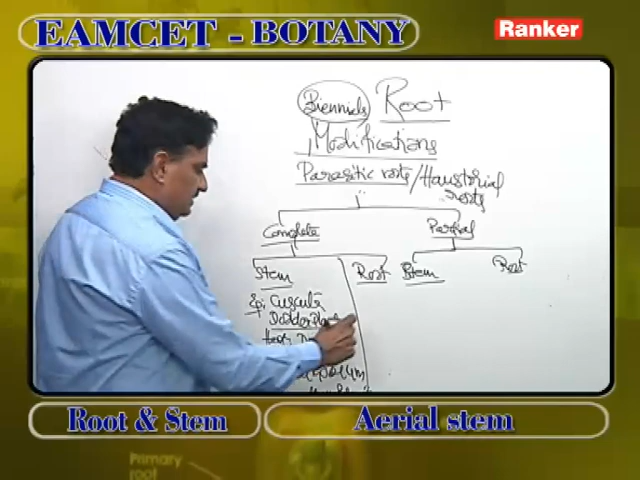 EAMCET - BOTANY
Ranker
Biennials Root
Modifications
Parasitic roots/Haustorial
roots
Complete Partial
Stem Root Stem Root
Eg: Cuscuta
Dodder Plant
Root & Stem
Aerial stem
Primary
root